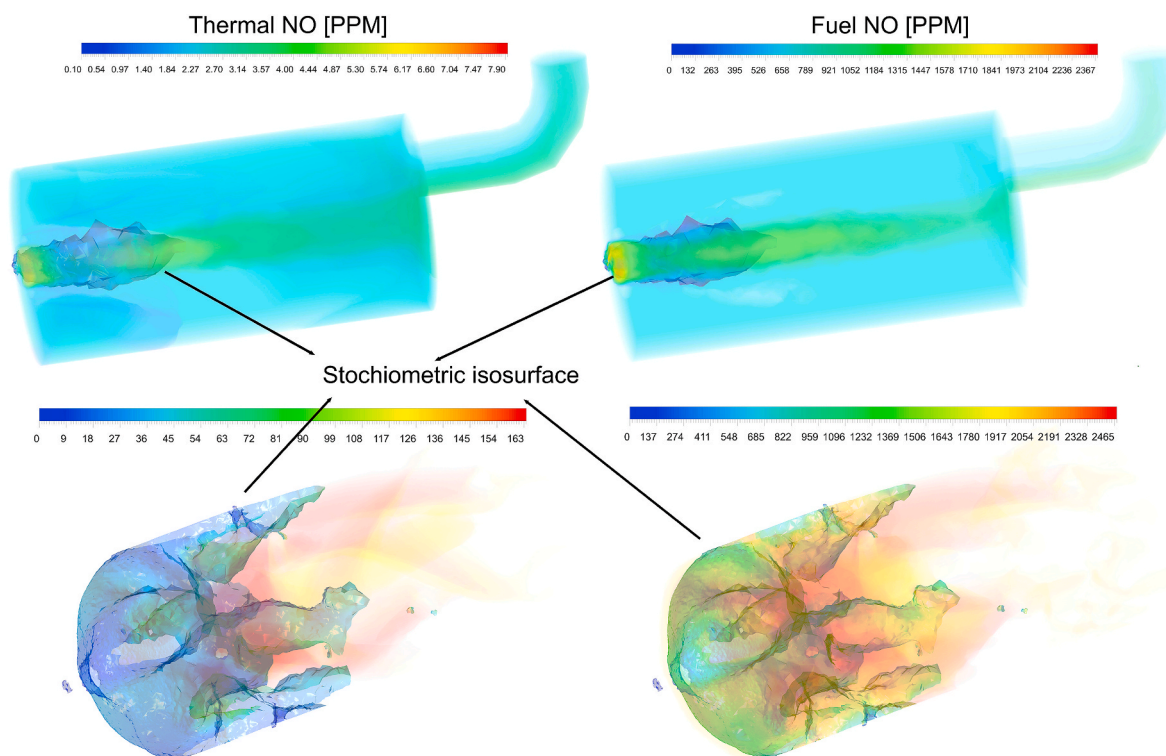 Thermal NO [PPM]
Fuel NO [PPM]
0.10 0.54 0.97 1.40 1.84 2.27 2.70 3.14 3.57 4.00 4.44 4.87 5.30 5.74 6.17 6.60 7.04 7.47 7.90
0 132 263 395 526 658 789 921 1052 1184 1315 1447 1578 1710 1841 1973 2104 2236 2367
Stochiometric isosurface
0 9 18 27 36 45 54 63 72 81 90 99 108 117 126 136 145 154 163
0 137 274 411 548 685 822 959 1096 1232 1369 1506 1643 1780 1917 2054 2191 2328 2465